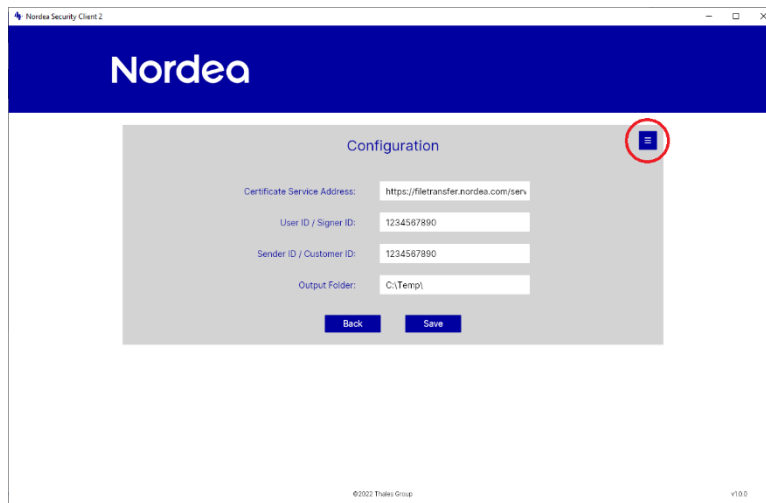 Nordea Security Client 2
Nordea
Configuration
Certificate Service Address: https://filetransfer.nordea.com/serv
User ID / Signer ID: 1234567890
Sender ID / Customer ID: 1234567890
Output Folder: C:\Temp\
Back Save
©2022 Thales Group v1.0.0